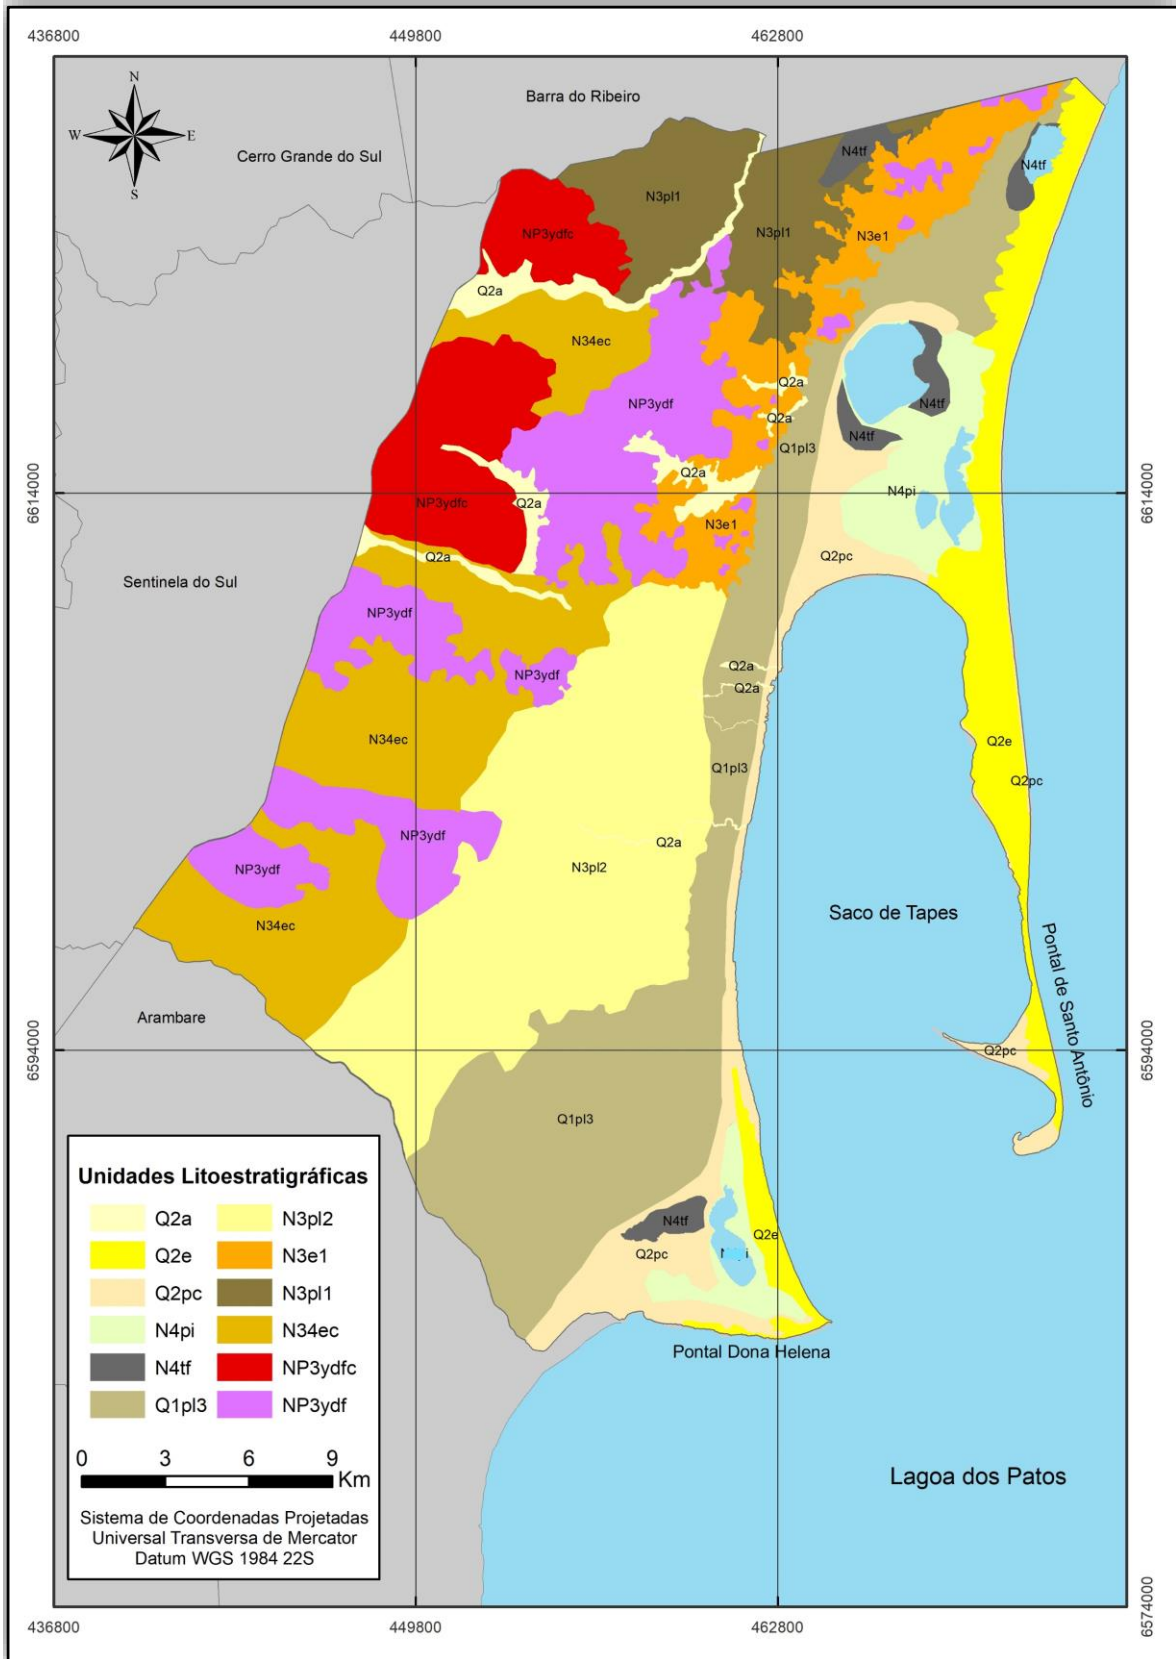 436800
449800
462800
N
W
E
S
Barra do Ribeiro
Cerro Grande do Sul
N4tf
N4tf
N3pl1
NP3ydfc
N3pl1
N3e1
Q2a
N34ec
Q2a
NP3ydf
N4tf
Q2a
N4tf
Q1pl3
Q2a
6614000
6614000
NP3ydfc
Q2a
N4pi
N3e1
Q2a
Q2pc
Sentinela do Sul
NP3ydf
NP3ydf
Q2a
Q2a
N34ec
Q2e
Q1pl3
Q2pc
NP3ydf
Q2a
NP3ydf
N3pl2
Saco de Tapes
N34ec
Pontal de Santo Antônio
Arambare
6594000
6594000
Q2pc
Q1pl3
N4tf
Q2e
Q2pc
Pontal Dona Helena
Lagoa dos Patos
Unidades Litoestratigráficas
Q2a N3pl2
Q2e N3e1
Q2pc N3pl1
N4pi N34ec
N4tf NP3ydfc
Q1pl3 NP3ydf
0 3 6 9
Km
Sistema de Coordenadas Projetadas
Universal Transversa de Mercator
Datum WGS 1984 22S
6574000
436800
449800
462800